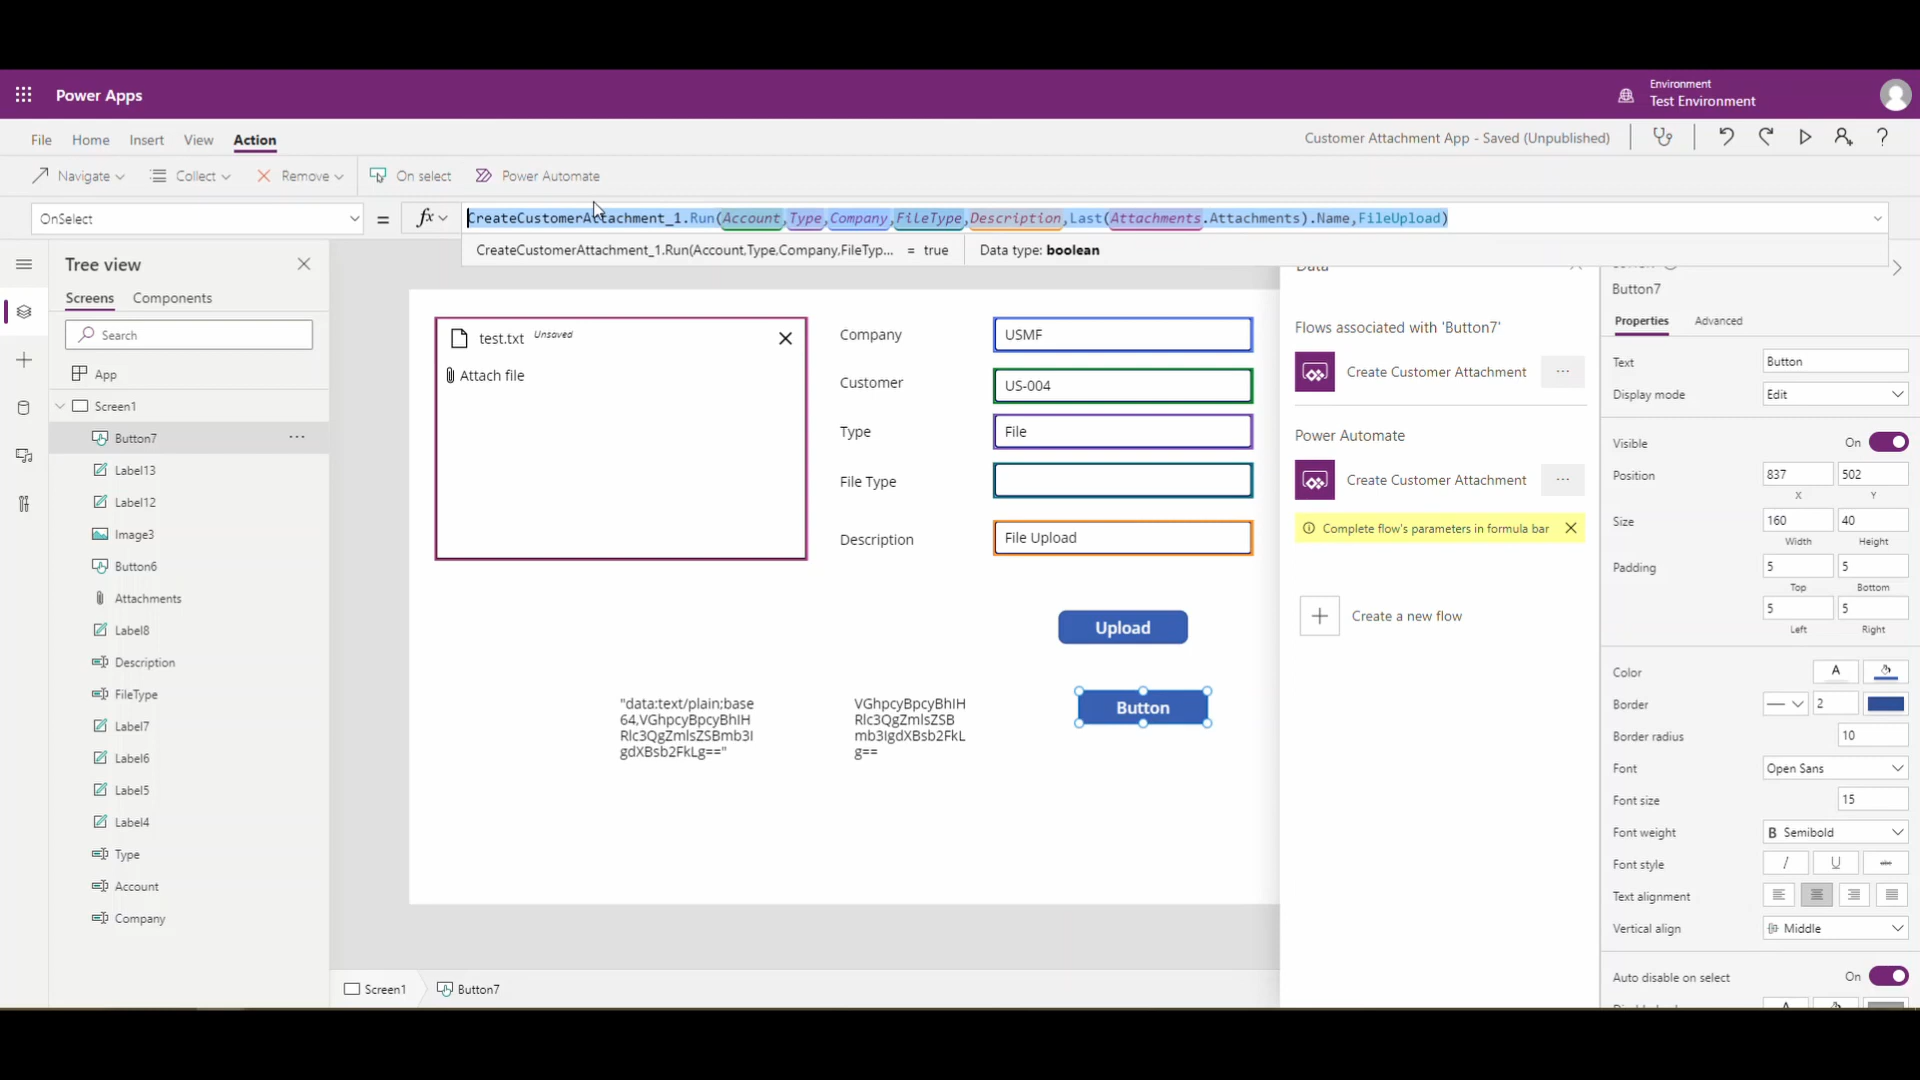 Power Apps
Environment
Test Environment
File Home Insert View Action
Customer Attachment App - Saved (Unpublished)
Navigate Collect Remove On select Power Automate
OnSelect = fx CreateCustomerAttachment_1.Run(Account,Type,Company,FileType,Description,Last(Attachments.Attachments).Name,FileUpload)
CreateCustomerAttachment_1.Run(Account,Type,Company,FileTyp... = true Data type: boolean
Tree view
Screens Components
Search
App
Screen1
Button7 ...
Label13
Label12
Image3
Button6
Attachments
Label8
Description
FileType
Label7
Label6
Label5
Label4
Type
Account
Company
test.txt Unsaved
Attach file
Company USMF
Customer US-004
Type File
File Type
Description File Upload
Upload
"data:text/plain;base
64,VGhpcyBpcyBhIH
Rlc3QgZmlsZSBmb3I
gdXBsb2FkLg=="
VGhpcyBpcyBhIH
Rlc3QgZmlsZSB
mb3IgdXBsb2FkL
g==
Button
Screen1 Button7
Data
Flows associated with 'Button7'
Create Customer Attachment ...
Power Automate
Create Customer Attachment ...
Complete flow's parameters in formula bar
Create a new flow
Button7
Properties Advanced
Text Button
Display mode Edit
Visible On
Position 837 502
X Y
Size 160 40
Width Height
Padding 5 5
Top Bottom
5 5
Left Right
Color A
Border 2
Border radius 10
Font Open Sans
Font size 15
Font weight B Semibold
Font style / U abc
Text alignment
Vertical align Middle
Auto disable on select On